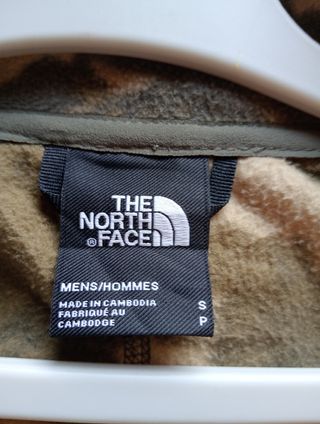 THE
NORTH
FACE
®
MENS/HOMMES
MADE IN CAMBODIA
FABRIQUÉ AU
CAMBODGE
S
P